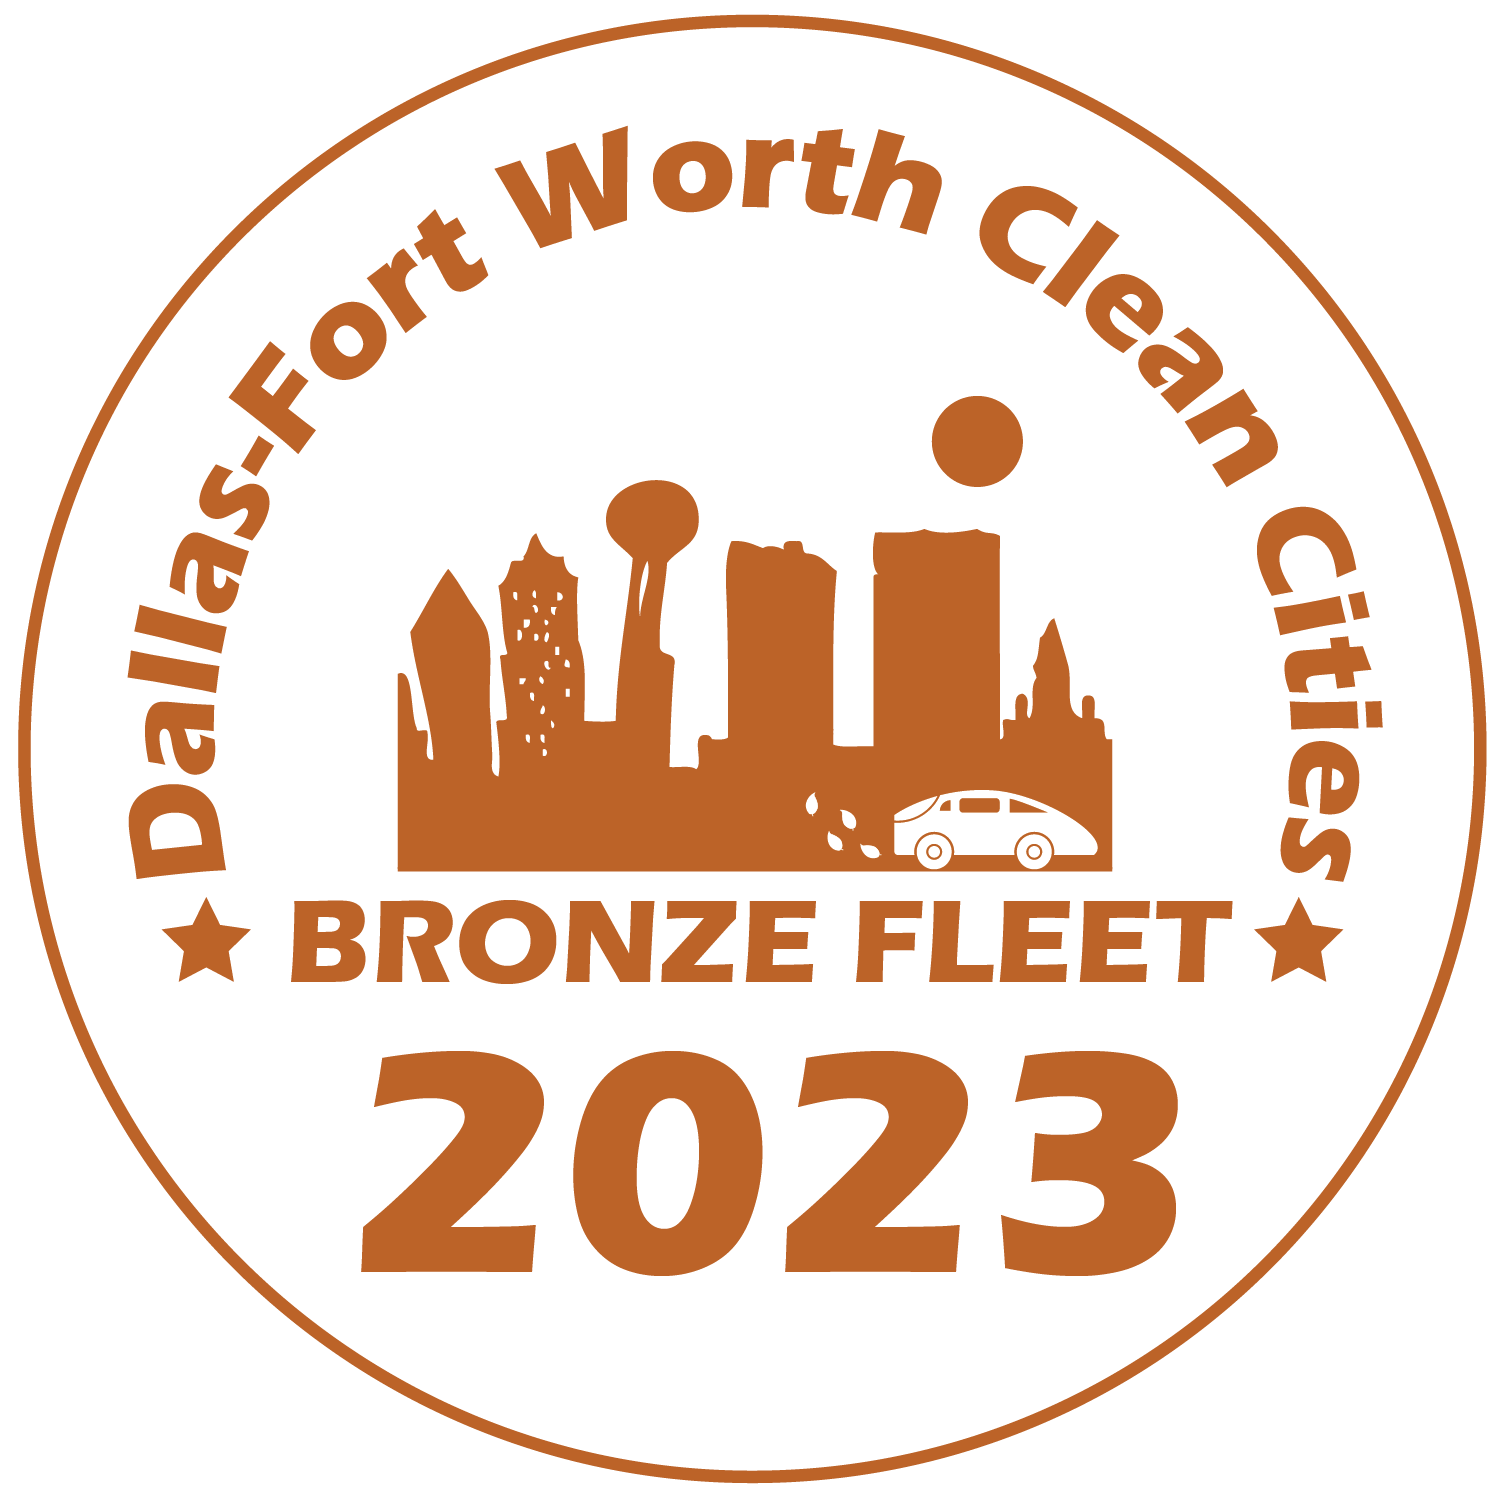 Dallas-Fort Worth Clean Cities
BRONZE FLEET
2023